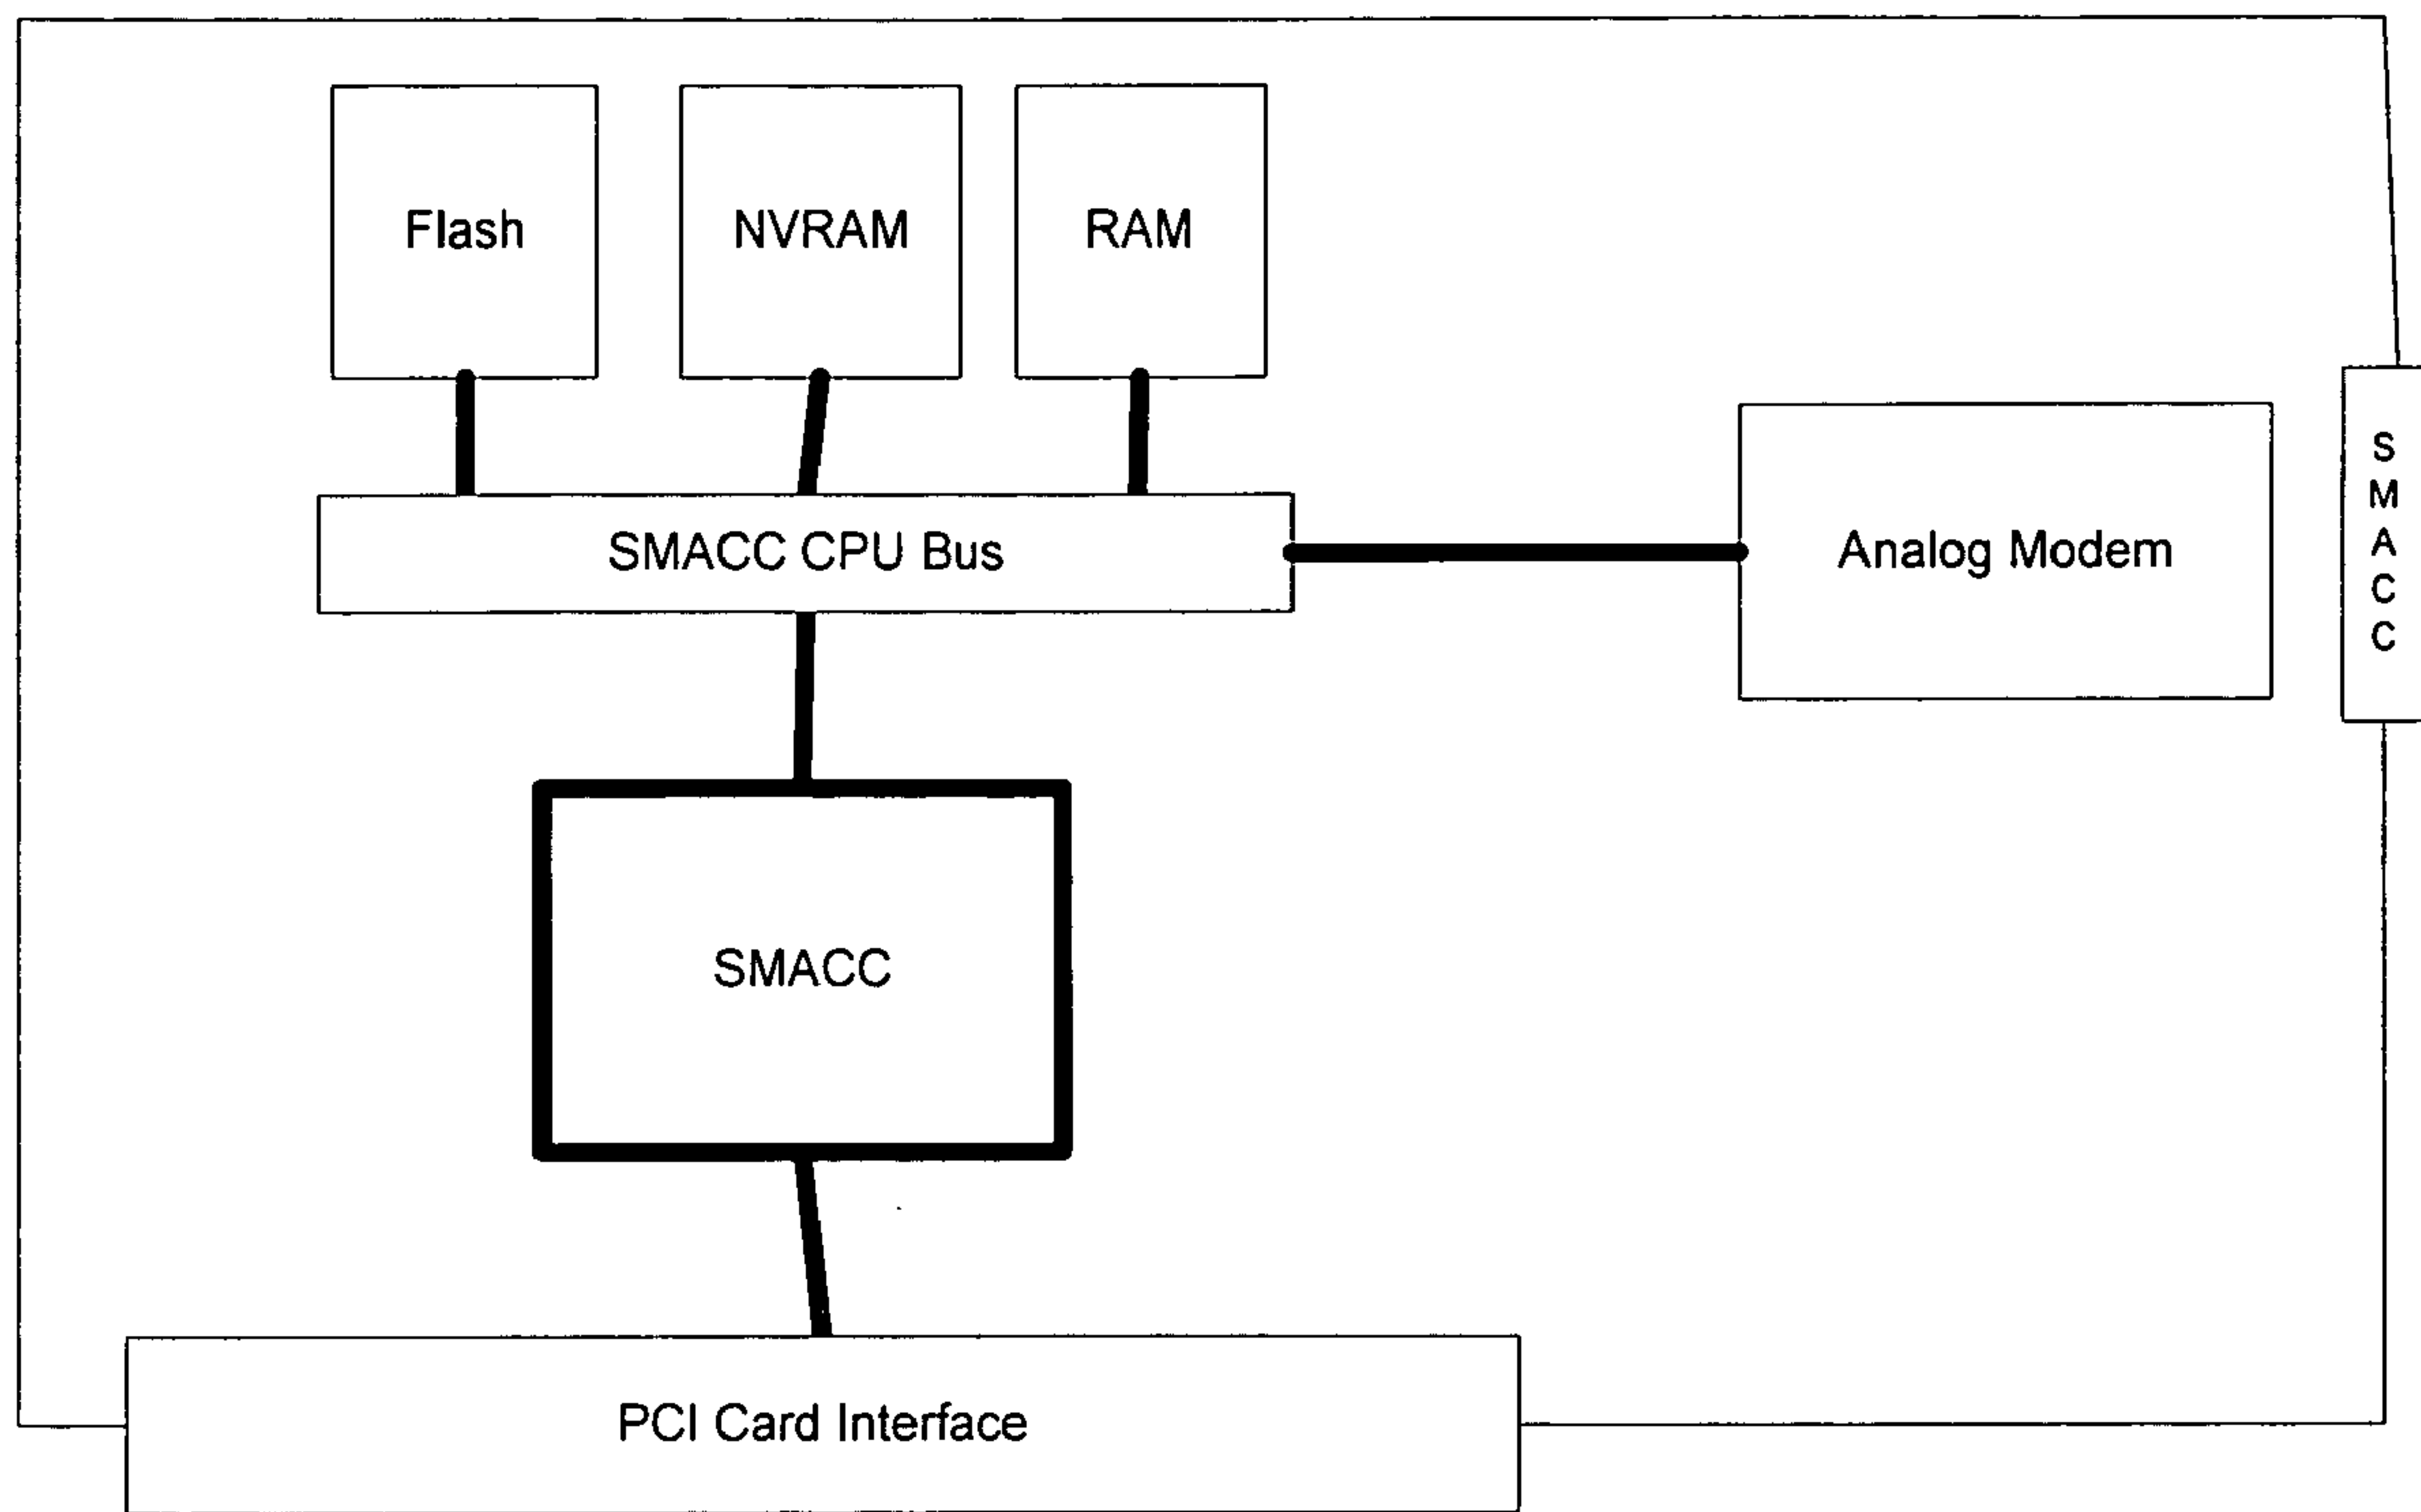 Flash
NVRAM
RAM
SMACC CPU Bus
Analog Modem
S
M
A
C
C
SMACC
PCI Card Interface